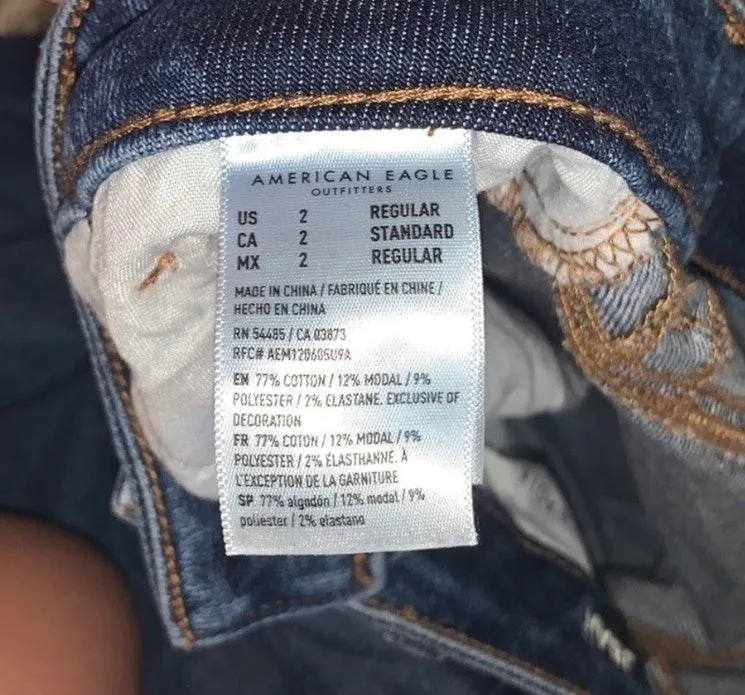 AMERICAN EAGLE
OUTFITTERS
US 2 REGULAR
CA 2 STANDARD
MX 2 REGULAR
MADE IN CHINA / FABRIQUÉ EN CHINE /
HECHO EN CHINA
RN 54485 / CA 03873
RFC# AEM120605U9A
EN 77% COTTON / 12% MODAL / 9%
POLYESTER / 2% ELASTANE. EXCLUSIVE OF
DECORATION
FR 77% COTON / 12% MODAL / 9%
POLYESTER / 2% ÉLASTHANNE. À
L'EXCEPTION DE LA GARNITURE
SP 77% algodón / 12% modal / 9%
poliester / 2% elastano